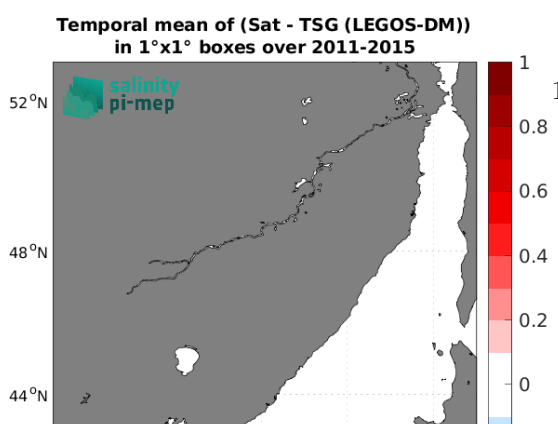 Temporal mean of (Sat - TSG (LEGOS-DM))
in 1°x1° boxes over 2011-2015
salinity
pi-mep
52°N
48°N
44°N
1
0.8
0.6
0.4
0.2
0